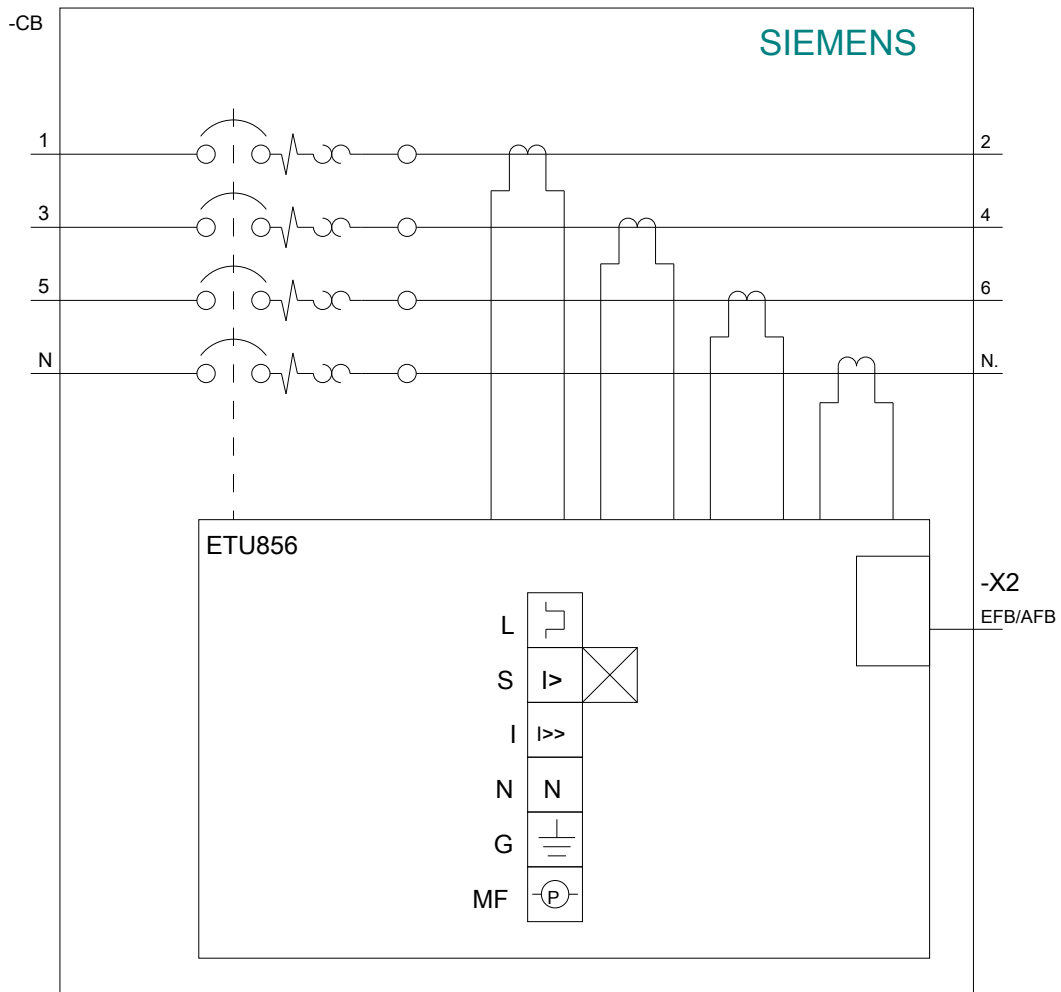 -CB
SIEMENS
1 2
3 4
5 6
N N.
ETU856
-X2
EFB/AFB
L
S I>
I I>>
N N
G
MF P